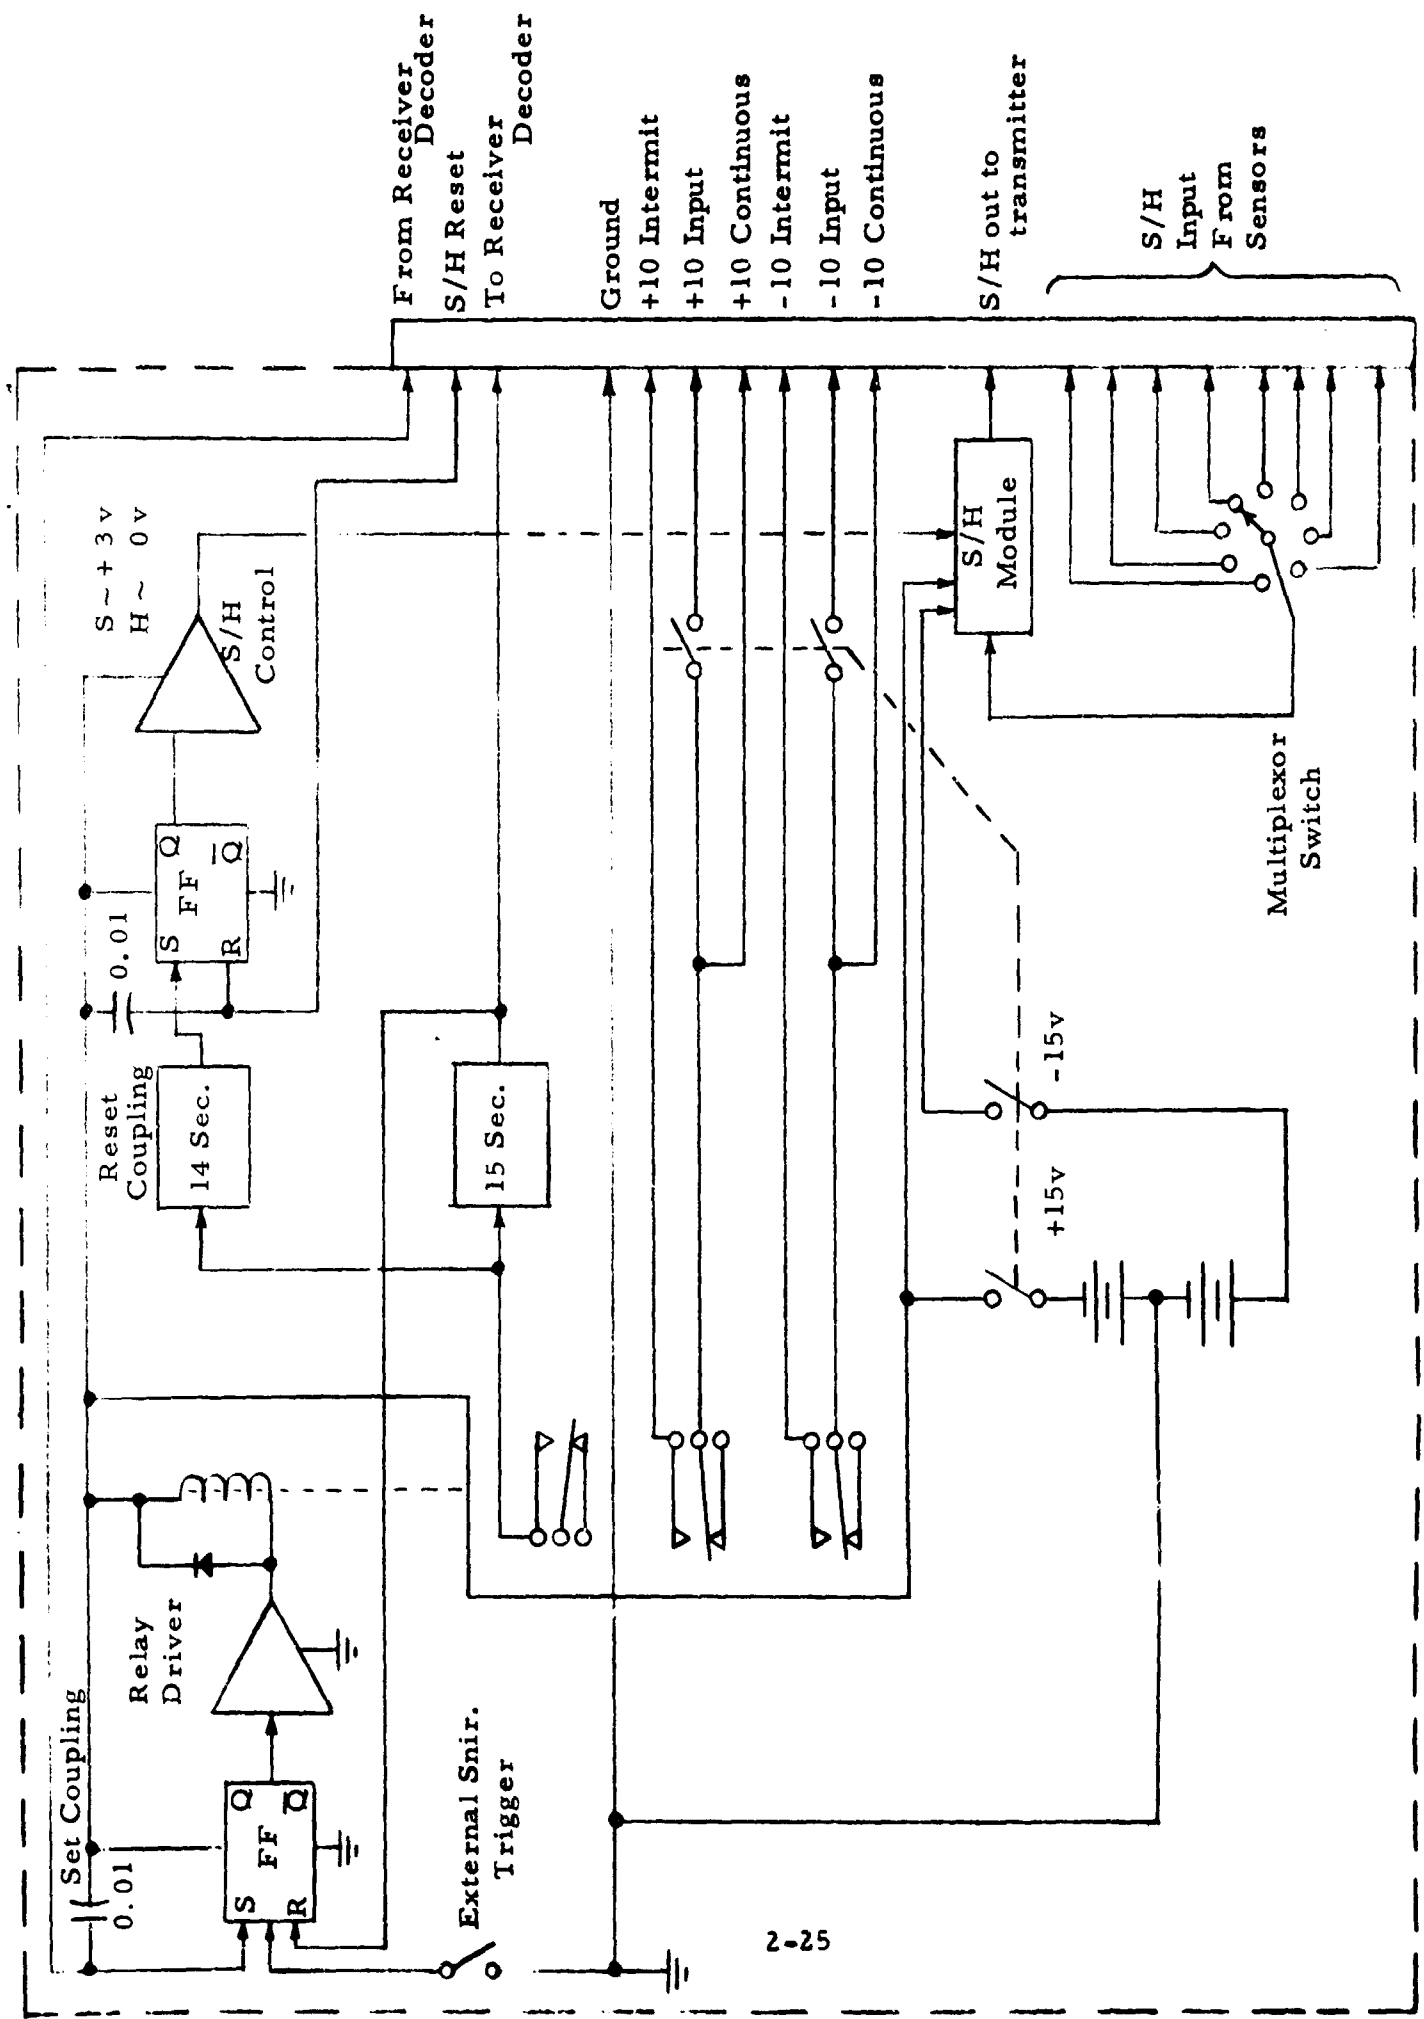 From Receiver
Decoder
S/H Reset
To Receiver
Decoder
Ground
+10 Intermit
+10 Input
+10 Continuous
-10 Intermit
-10 Input
-10 Continuous
S/H out to
transmitter
S/H
Input
From
Sensors
S ~ +3v
H ~ 0v
S/H
Control
S
R
FF
Q
Q
0.01
Reset
Coupling
14 Sec.
15 Sec.
S/H
Module
Multiplexor
Switch
-15v
+15v
Relay
Driver
Set Coupling
0.01
S
R
FF
Q
Q
External Snir.
Trigger
2-25